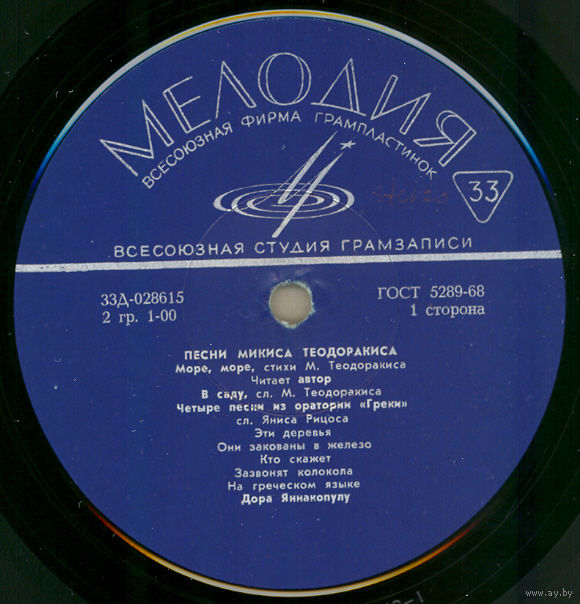 МЕЛОДИЯ
ВСЕСОЮЗНАЯ ФИРМА ГРАМПЛАСТИНОК
stereo
33
ВСЕСОЮЗНАЯ СТУДИЯ ГРАМЗАПИСИ
33Д-028615
2 гр. 1-00
ГОСТ 5289-68
1 сторона
ПЕСНИ МИКИСА ТЕОДОРАКИСА
Море, море, стихи М. Теодоракиса
Читает автор
В саду, сл. М. Теодоракиса
Четыре песни из оратории «Греки»
сл. Яниса Рицоса
Эти деревья
Они закованы в железо
Кто скажет
Зазвонят колокола
На греческом языке
Дора Яннакопулу
www.ay.by